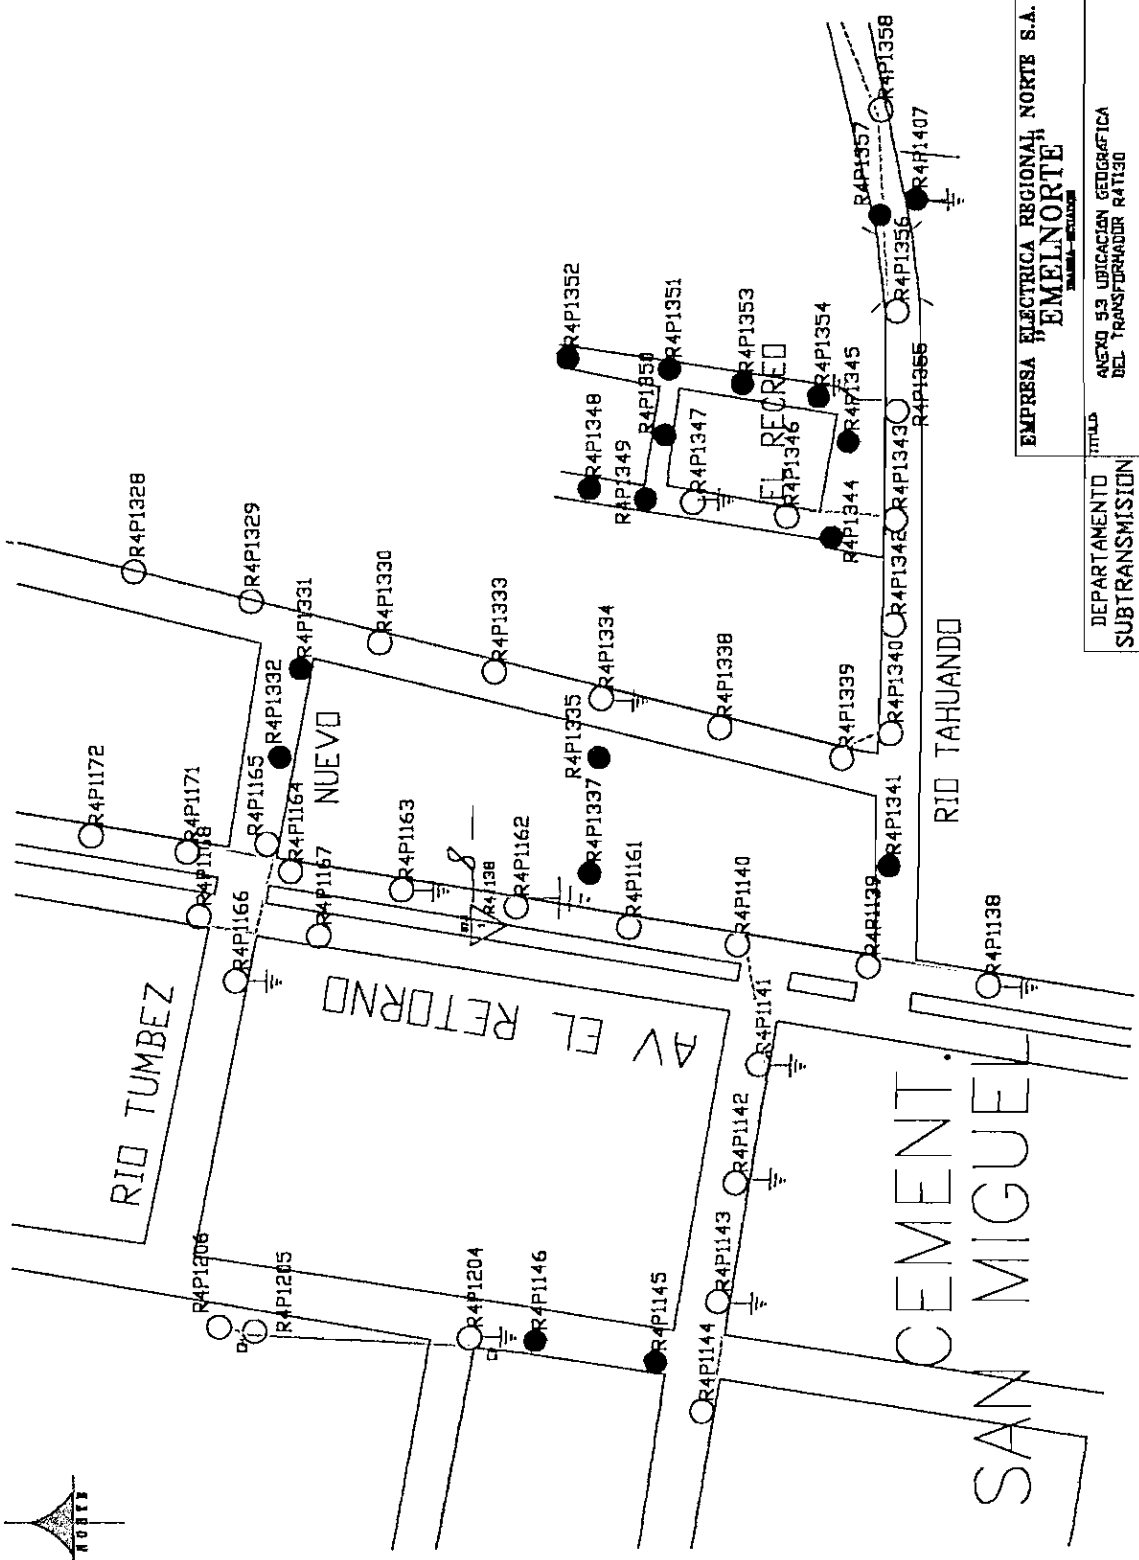 NORTE
RIO TUMBEZ
NUEVO
AV EL RETORNO
EL RECREO
RIO TAHUANDO
CEMENT.
SAN MIGUEL
R4P1328
R4P1329
R4P1330
R4P1331
R4P1332
R4P1333
R4P1334
R4P1335
R4P1337
R4P1338
R4P1339
R4P1340
R4P1341
R4P1342
R4P1343
R4P1344
R4P1345
R4P1346
R4P1347
R4P1348
R4P1349
R4P1350
R4P1351
R4P1352
R4P1353
R4P1354
R4P1355
R4P1356
R4P1357
R4P1358
R4P1407
R4P1172
R4P1171
R4P1168
R4P1165
R4P1164
R4P1167
R4P1166
R4P1163
R4P1162
R4P1161
R4P1140
R4P1139
R4P1138
R4P1141
R4P1142
R4P1143
R4P1144
R4P1145
R4P1146
R4P1204
R4P1205
R4P1206
EMPRESA ELECTRICA REGIONAL NORTE S.A.
"EMELNORTE"
DEPARTAMENTO
SUBTRANSMISION
TITULO
ANEXO 5.3 UBICACIÓN GEOGRAFICA
DEL TRANSFORMADOR R4T130